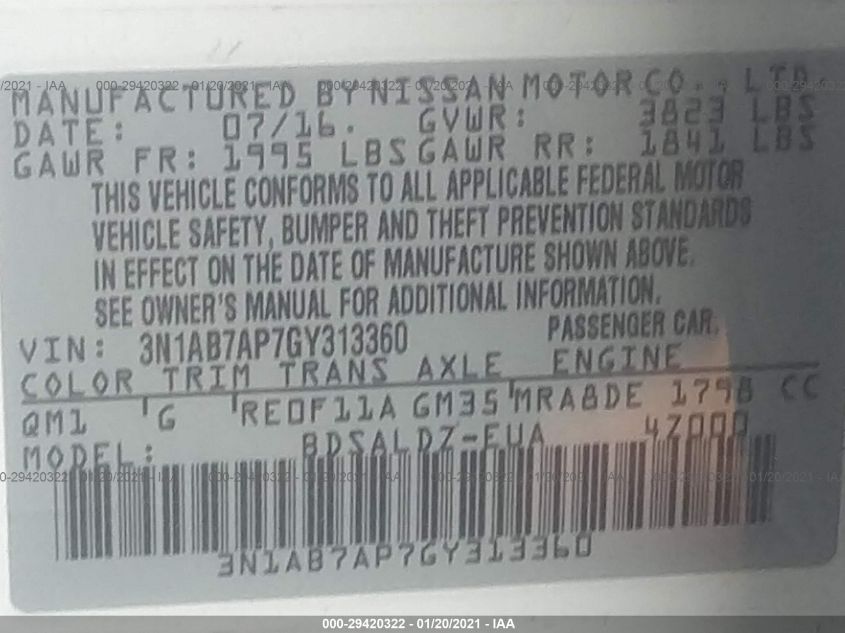 MANUFACTURED BY NISSAN MOTOR CO., LTD.
DATE: 07/16. GVWR: 3823 LBS
GAWR FR: 1995 LBS GAWR RR: 1841 LBS
THIS VEHICLE CONFORMS TO ALL APPLICABLE FEDERAL MOTOR
VEHICLE SAFETY, BUMPER AND THEFT PREVENTION STANDARDS
IN EFFECT ON THE DATE OF MANUFACTURE SHOWN ABOVE.
SEE OWNER'S MANUAL FOR ADDITIONAL INFORMATION.
VIN: 3N1AB7AP7GY313360 PASSENGER CAR.
COLOR TRIM TRANS AXLE ENGINE
QM1 'G 'RE0F11A GM35 'MRA8DE 1798 CC
MODEL: BDSALDZ-EUA 4Z000
3N1AB7AP7GY313360
000-29420322 - 01/20/2021 - IAA